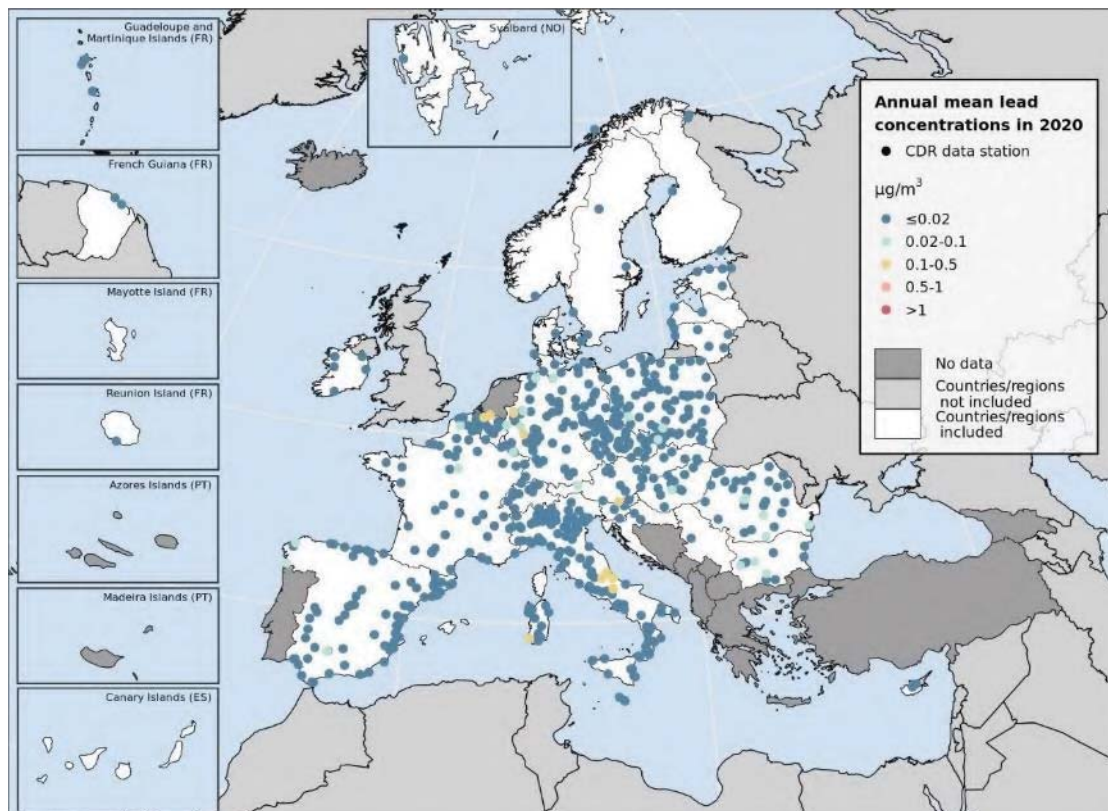 Guadeloupe and
Martinique Islands (FR)
Svalbard (NO)
French Guiana (FR)
Mayotte Island (FR)
Reunion Island (FR)
Azores Islands (PT)
Madeira Islands (PT)
Canary Islands (ES)
Annual mean lead
concentrations in 2020
CDR data station
µg/m³
≤0.02
0.02-0.1
0.1-0.5
0.5-1
>1
No data
Countries/regions
not included
Countries/regions
included